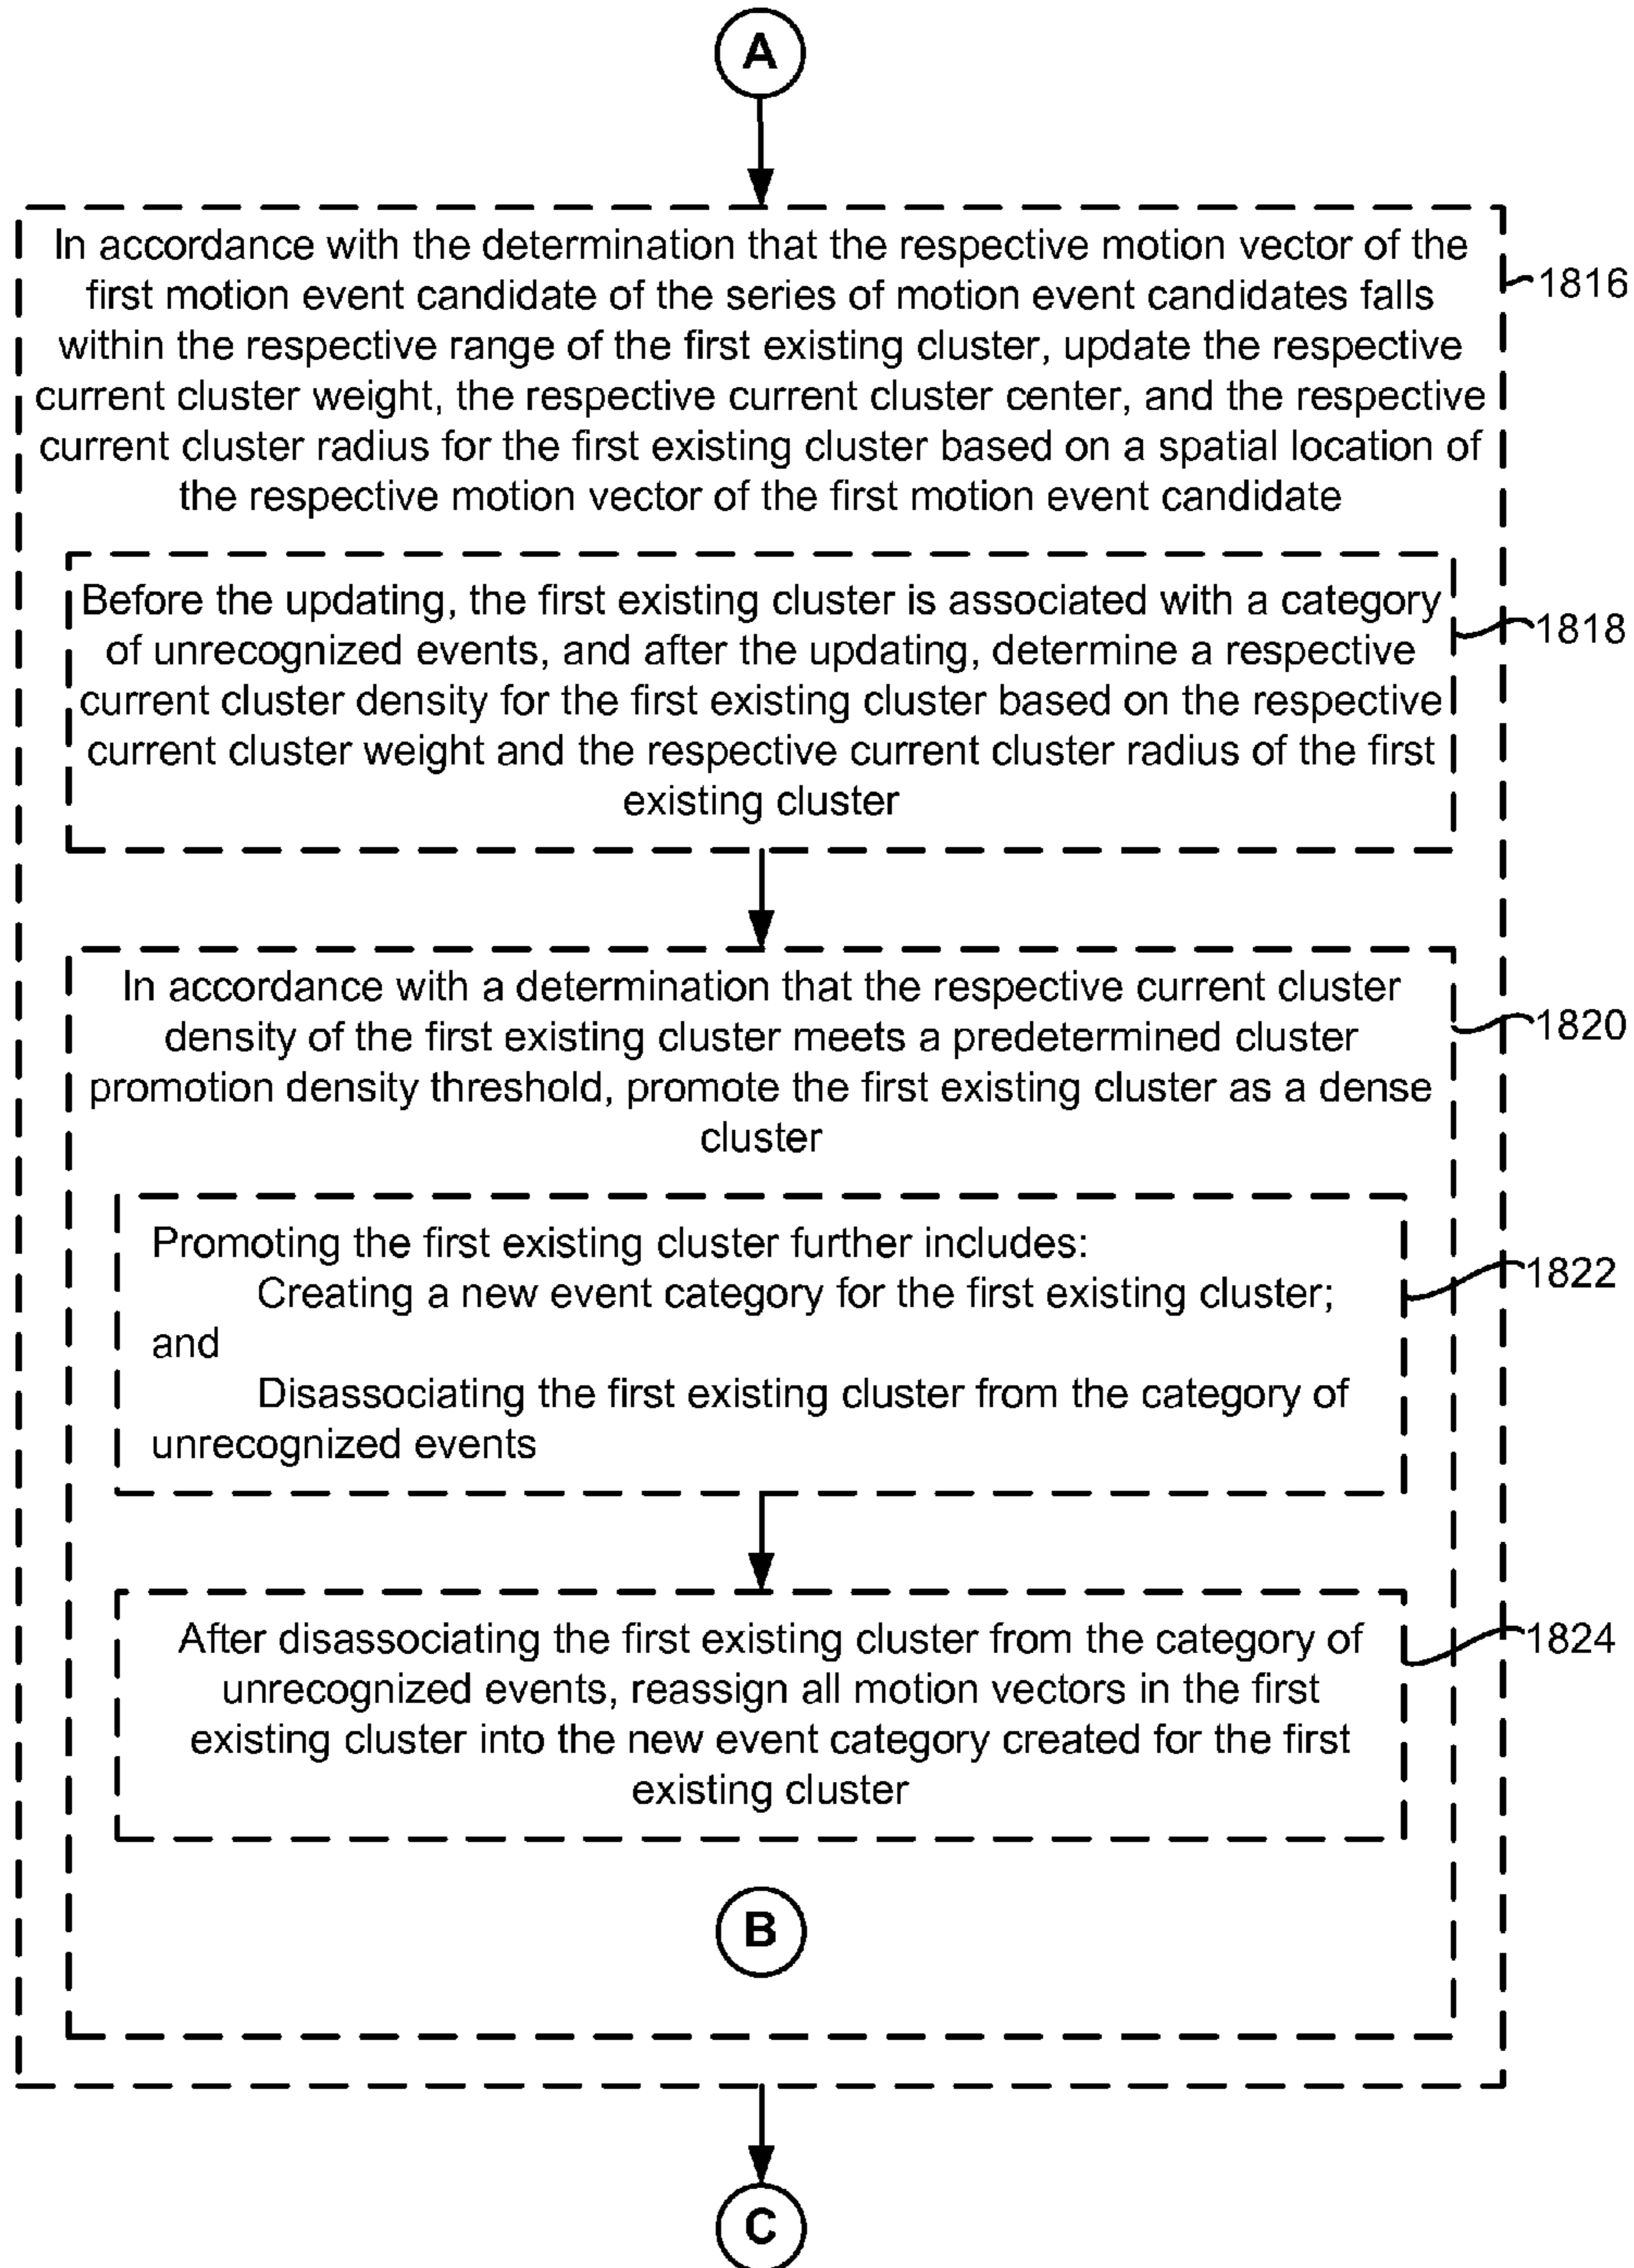 A
In accordance with the determination that the respective motion vector of the
first motion event candidate of the series of motion event candidates falls
within the respective range of the first existing cluster, update the respective
current cluster weight, the respective current cluster center, and the respective
current cluster radius for the first existing cluster based on a spatial location of
the respective motion vector of the first motion event candidate
1816
Before the updating, the first existing cluster is associated with a category
of unrecognized events, and after the updating, determine a respective
current cluster density for the first existing cluster based on the respective
current cluster weight and the respective current cluster radius of the first
existing cluster
1818
In accordance with a determination that the respective current cluster
density of the first existing cluster meets a predetermined cluster
promotion density threshold, promote the first existing cluster as a dense
cluster
1820
Promoting the first existing cluster further includes:
Creating a new event category for the first existing cluster;
and
Disassociating the first existing cluster from the category of
unrecognized events
1822
After disassociating the first existing cluster from the category of
unrecognized events, reassign all motion vectors in the first
existing cluster into the new event category created for the first
existing cluster
1824
B
C